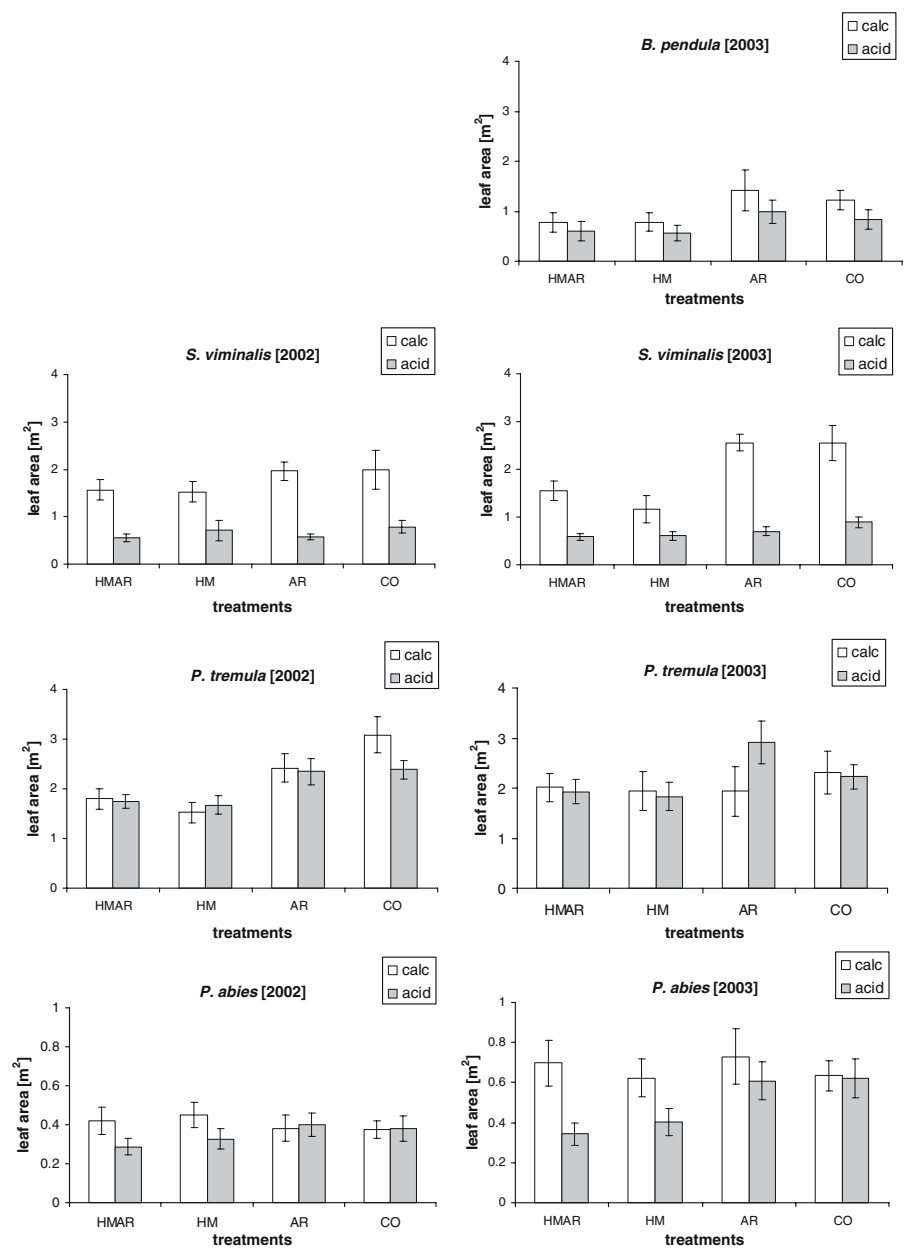 B. pendula [2003]
calc
acid
leaf area [m²]
4
3
2
1
0
HMAR HM AR CO
treatments
S. viminalis [2002]
calc
acid
leaf area [m²]
4
3
2
1
0
HMAR HM AR CO
treatments
S. viminalis [2003]
calc
acid
leaf area [m²]
4
3
2
1
0
HMAR HM AR CO
treatments
P. tremula [2002]
calc
acid
leaf area [m²]
4
3
2
1
0
HMAR HM AR CO
treatments
P. tremula [2003]
calc
acid
leaf area [m²]
4
3
2
1
0
HMAR HM AR CO
treatments
P. abies [2002]
calc
acid
leaf area [m²]
1
0.8
0.6
0.4
0.2
0
HMAR HM AR CO
treatments
P. abies [2003]
calc
acid
leaf area [m²]
1
0.8
0.6
0.4
0.2
0
HMAR HM AR CO
treatments